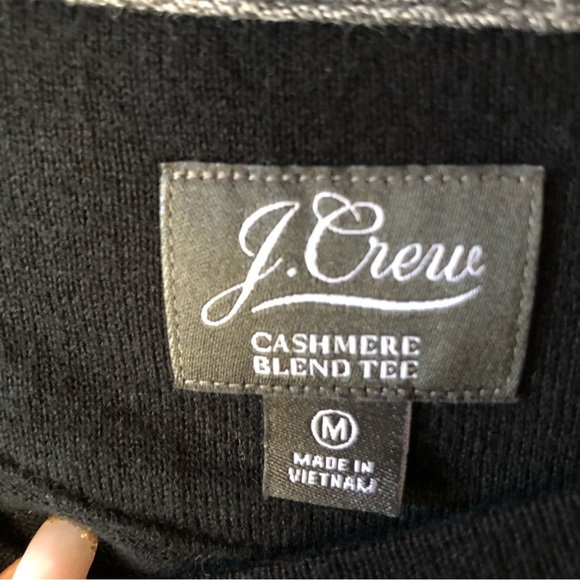 J.Crew
CASHMERE
BLEND TEE
M
MADE IN
VIETNAM